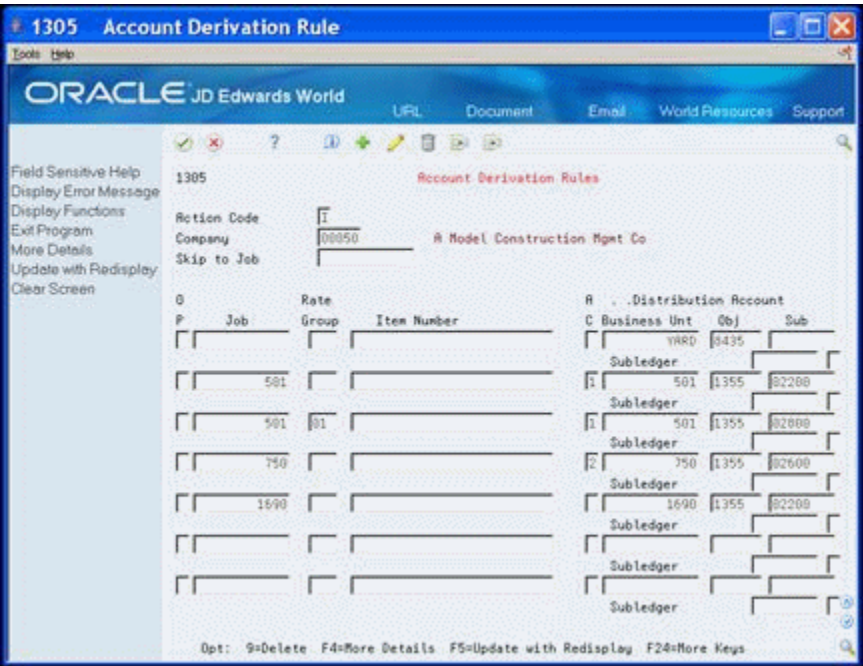 1305 Account Derivation Rule
Tools Help
ORACLE JD Edwards World
URL Document Email World Resources Support
Field Sensitive Help
Display Error Message
Display Functions
Exit Program
More Details
Update with Redisplay
Clear Screen
1305 Account Derivation Rules
Action Code I
Company 00050 A Model Construction Mgmt Co
Skip to Job
O Rate A . .Distribution Account
P Job Group Item Number C Business Unt Obj Sub
YARD 6435
Subledger
501 1 501 1355 02200
Subledger
501 01 1 501 1355 02800
Subledger
750 2 750 1355 02600
Subledger
1690 1690 1355 02200
Subledger
Subledger
Subledger
Opt: 9=Delete F4=More Details F5=Update with Redisplay F24=More Keys